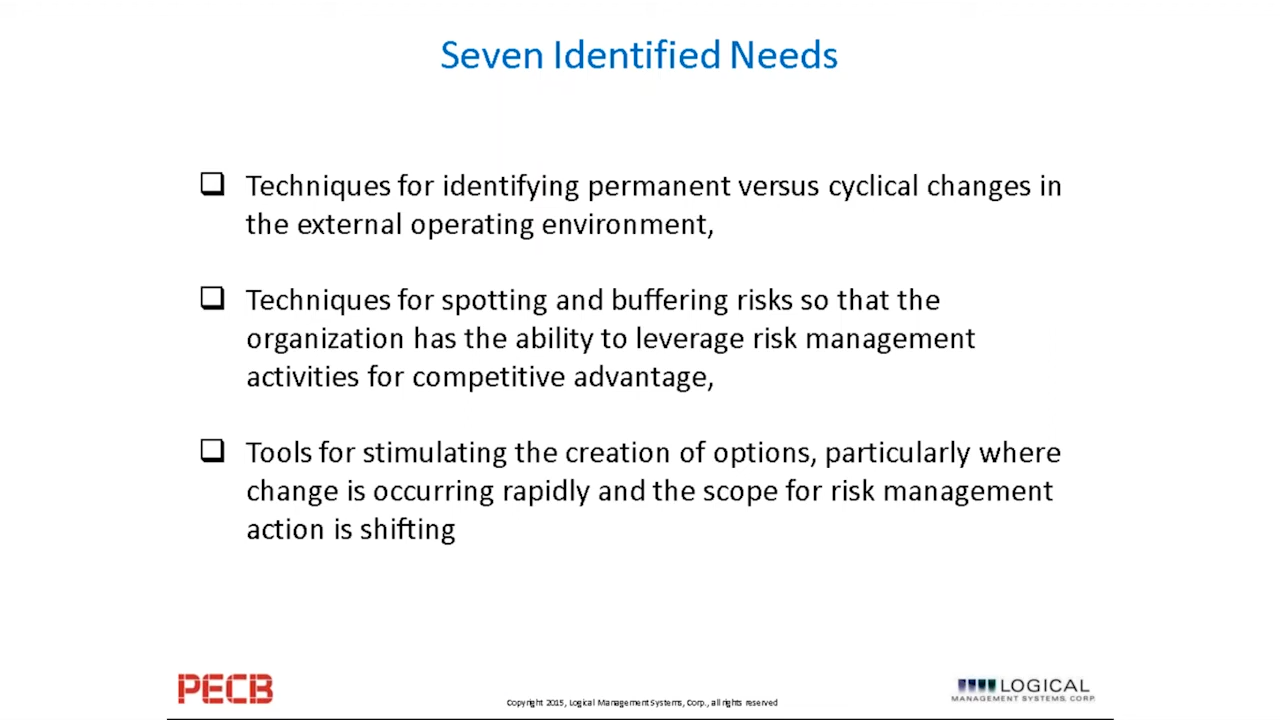 Seven Identified Needs
❑ Techniques for identifying permanent versus cyclical changes in
the external operating environment,
❑ Techniques for spotting and buffering risks so that the
organization has the ability to leverage risk management
activities for competitive advantage,
❑ Tools for stimulating the creation of options, particularly where
change is occurring rapidly and the scope for risk management
action is shifting
PECB
Copyright 2015, Logical Management Systems, Corp., all rights reserved
LOGICAL
MANAGEMENT SYSTEMS, CORP.